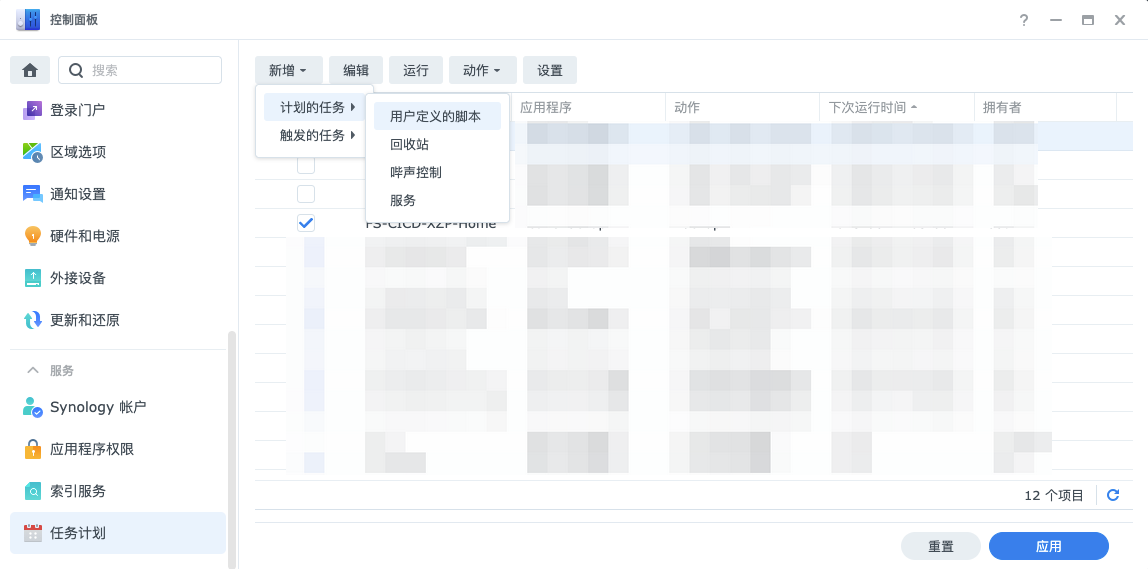 控制面板
搜索
登录门户
区域选项
通知设置
硬件和电源
外接设备
更新和还原
服务
Synology 帐户
应用程序权限
索引服务
任务计划
新增 编辑 运行 动作 设置
应用程序 动作 下次运行时间 拥有者
计划的任务
触发的任务
用户定义的脚本
回收站
哔声控制
服务
FS-CICD-XZP-Home
12 个项目
重置 应用